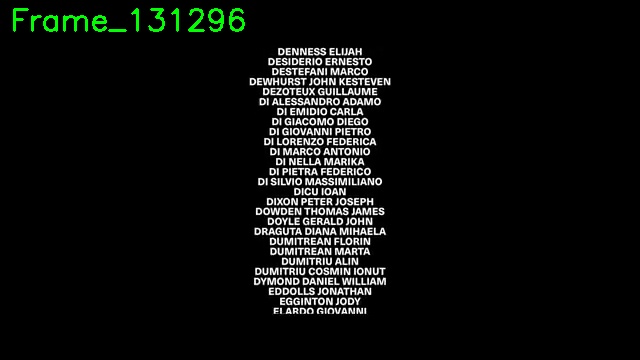 Frame_131296
DENNESS ELIJAH
DESIDERIO ERNESTO
DESTEFANI MARCO
DEWHURST JOHN KESTEVEN
DEZOTEUX GUILLAUME
DI ALESSANDRO ADAMO
DI EMIDIO CARLA
DI GIACOMO DIEGO
DI GIOVANNI PIETRO
DI LORENZO FEDERICA
DI MARCO ANTONIO
DI NELLA MARIKA
DI PIETRA FEDERICO
DI SILVIO MASSIMILIANO
DICU IOAN
DIXON PETER JOSEPH
DOWDEN THOMAS JAMES
DOYLE GERALD JOHN
DRAGUTA DIANA MIHAELA
DUMITREAN FLORIN
DUMITREAN MARTA
DUMITRIU ALIN
DUMITRIU COSMIN IONUT
DYMOND DANIEL WILLIAM
EDDOLLS JONATHAN
EGGINTON JODY
ELARDO GIOVANNI